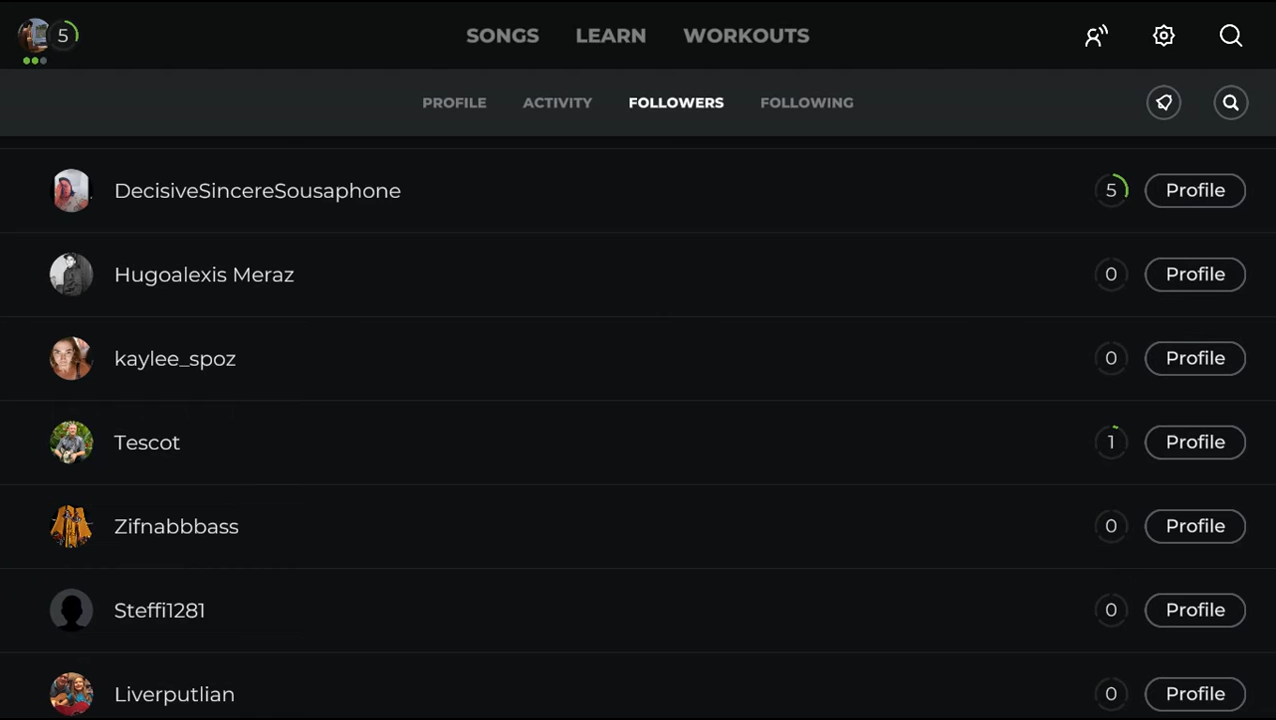 5
SONGS LEARN WORKOUTS
PROFILE ACTIVITY FOLLOWERS FOLLOWING
DecisiveSincereSousaphone 5 Profile
Hugoalexis Meraz 0 Profile
kaylee_spoz 0 Profile
Tescot 1 Profile
Zifnabbbass 0 Profile
Steffi1281 0 Profile
Liverputlian 0 Profile